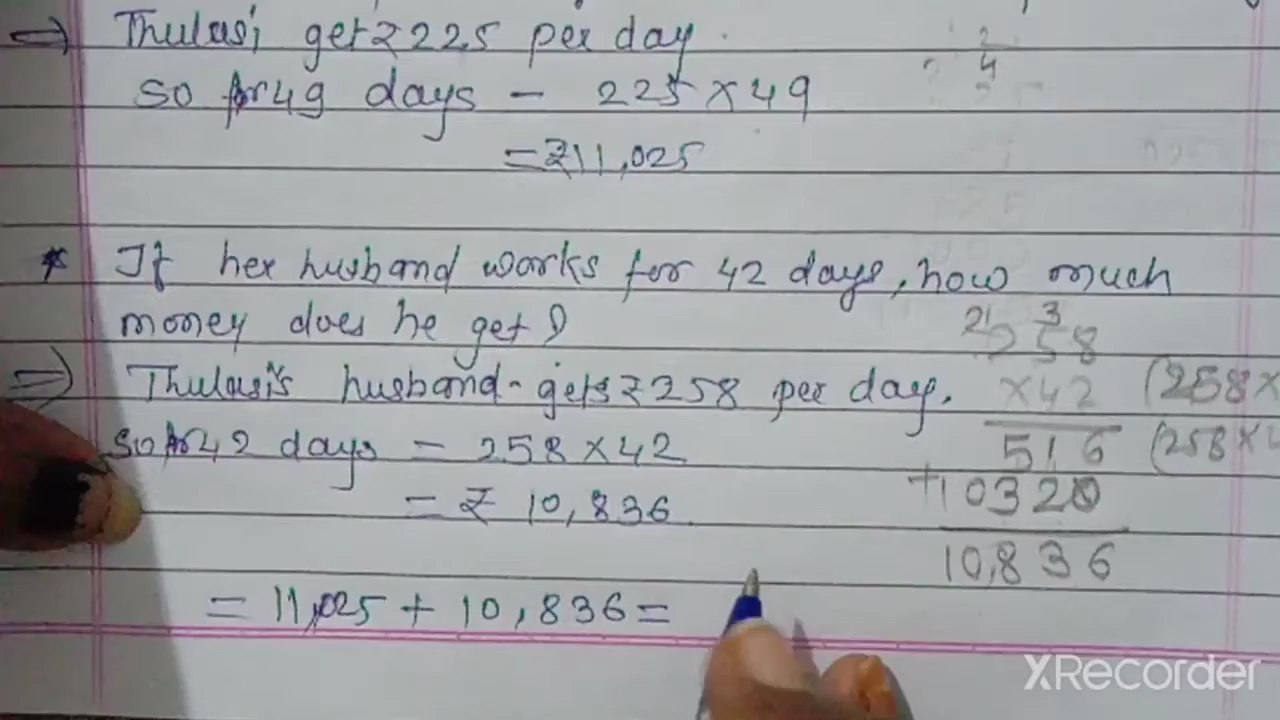 ⇒ Thulasi get ₹225 per day.
So for 49 days - 225 × 49
= ₹11,025
* If her husband works for 42 days, how much
money does he get?
⇒ Thulasi's husband - gets ₹258 per day.
So for 42 days = 258 × 42
= ₹ 10,836
= 11,025 + 10,836 =
21 3
258
×42 (258×
516 (258×
+10320
10,836
XRecorder